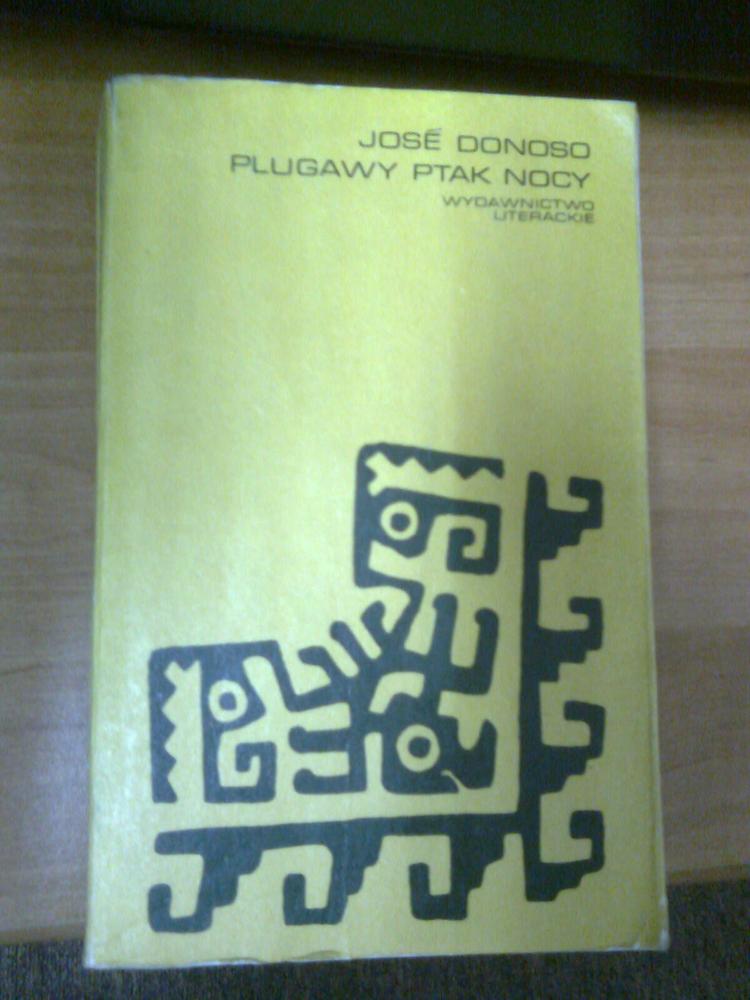 JOSÉ DONOSO
PLUGAWY PTAK NOCY
WYDAWNICTWO
LITERACKIE